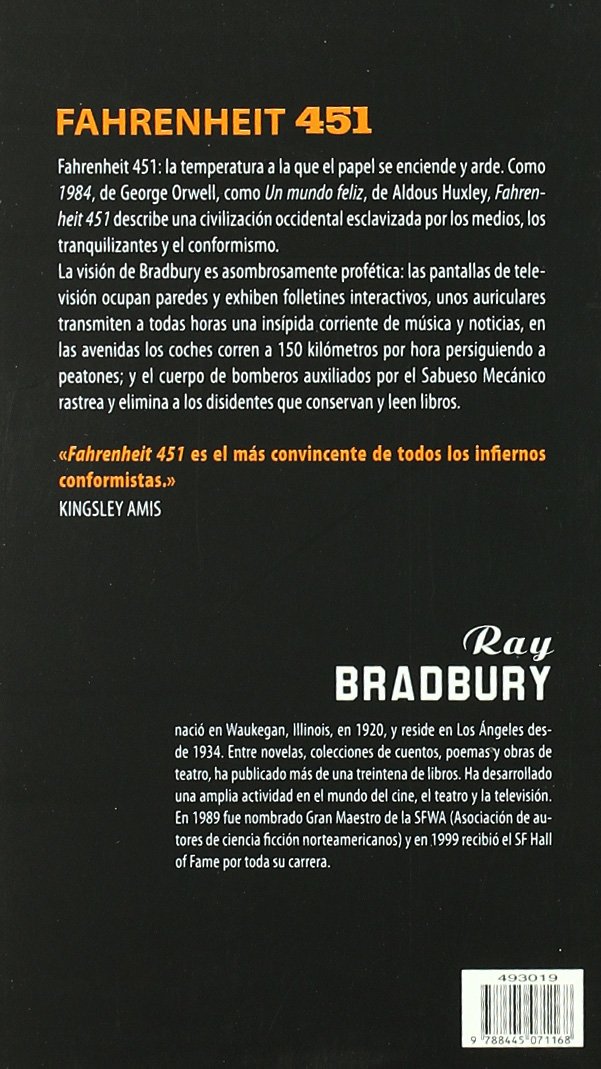 FAHRENHEIT 451
Fahrenheit 451: la temperatura a la que el papel se enciende y arde. Como
1984, de George Orwell, como Un mundo feliz, de Aldous Huxley, Fahren-
heit 451 describe una civilización occidental esclavizada por los medios, los
tranquilizantes y el conformismo.
La visión de Bradbury es asombrosamente profética: las pantallas de tele-
visión ocupan paredes y exhiben folletines interactivos, unos auriculares
transmiten a todas horas una insípida corriente de música y noticias, en
las avenidas los coches corren a 150 kilómetros por hora persiguiendo a
peatones; y el cuerpo de bomberos auxiliados por el Sabueso Mecánico
rastrea y elimina a los disidentes que conservan y leen libros.
«Fahrenheit 451 es el más convincente de todos los infiernos
conformistas.»
KINGSLEY AMIS
Ray
BRADBURY
nació en Waukegan, Illinois, en 1920, y reside en Los Ángeles des-
de 1934. Entre novelas, colecciones de cuentos, poemas y obras de
teatro, ha publicado más de una treintena de libros. Ha desarrollado
una amplia actividad en el mundo del cine, el teatro y la televisión.
En 1989 fue nombrado Gran Maestro de la SFWA (Asociación de au-
tores de ciencia ficción norteamericanos) y en 1999 recibió el SF Hall
of Fame por toda su carrera.
493019
9 788445 071168